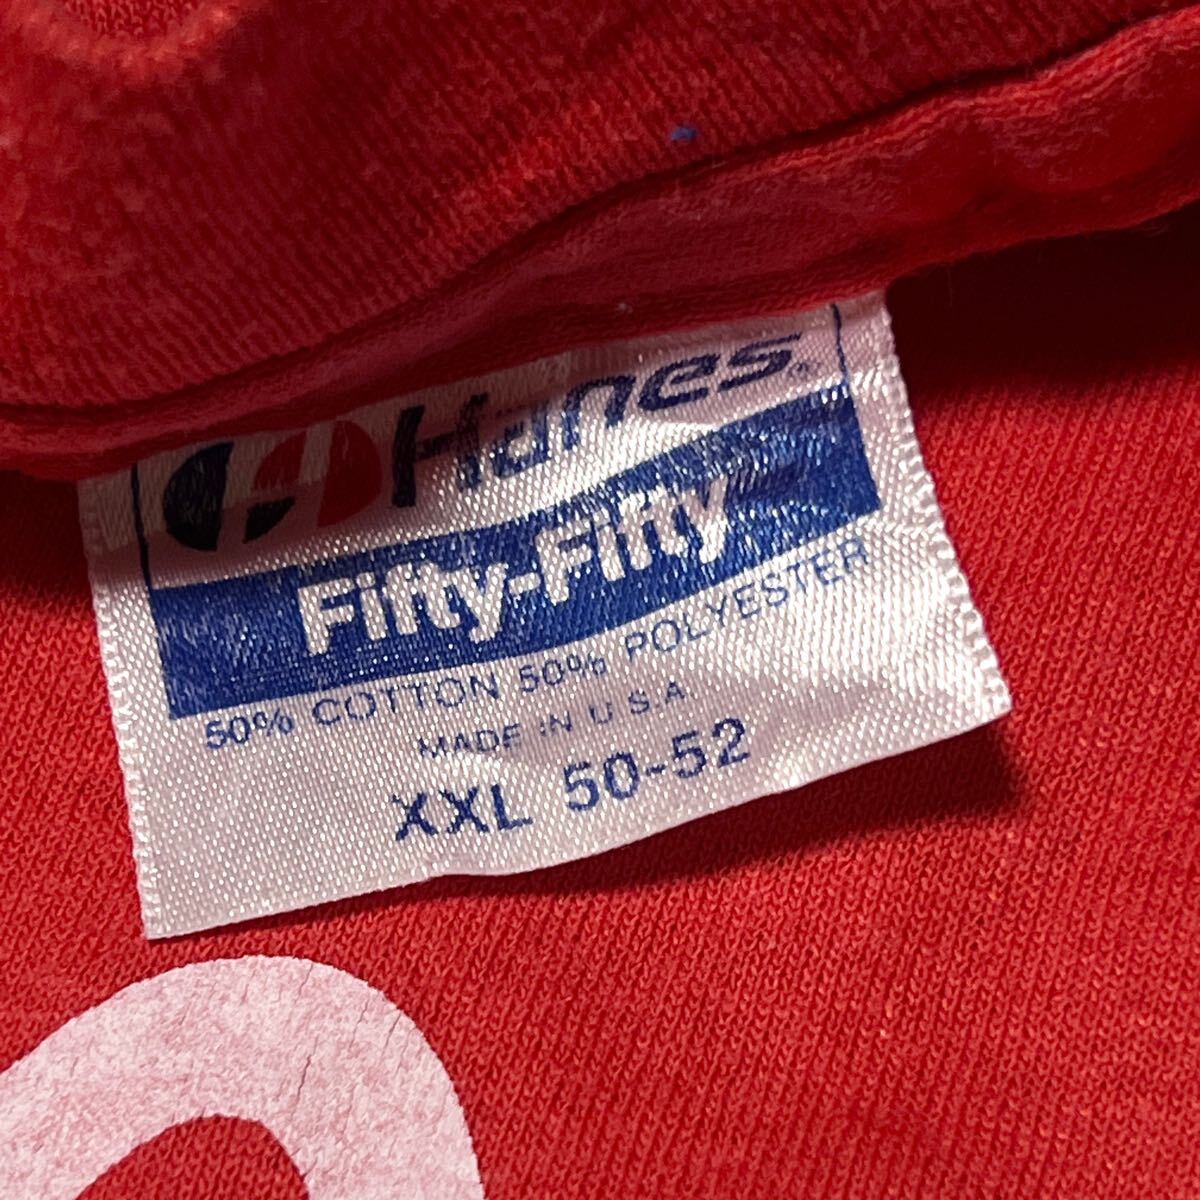 Hanes®
Fifty-Fifty
50% COTTON 50% POLYESTER
MADE IN U.S.A.
XXL 50-52